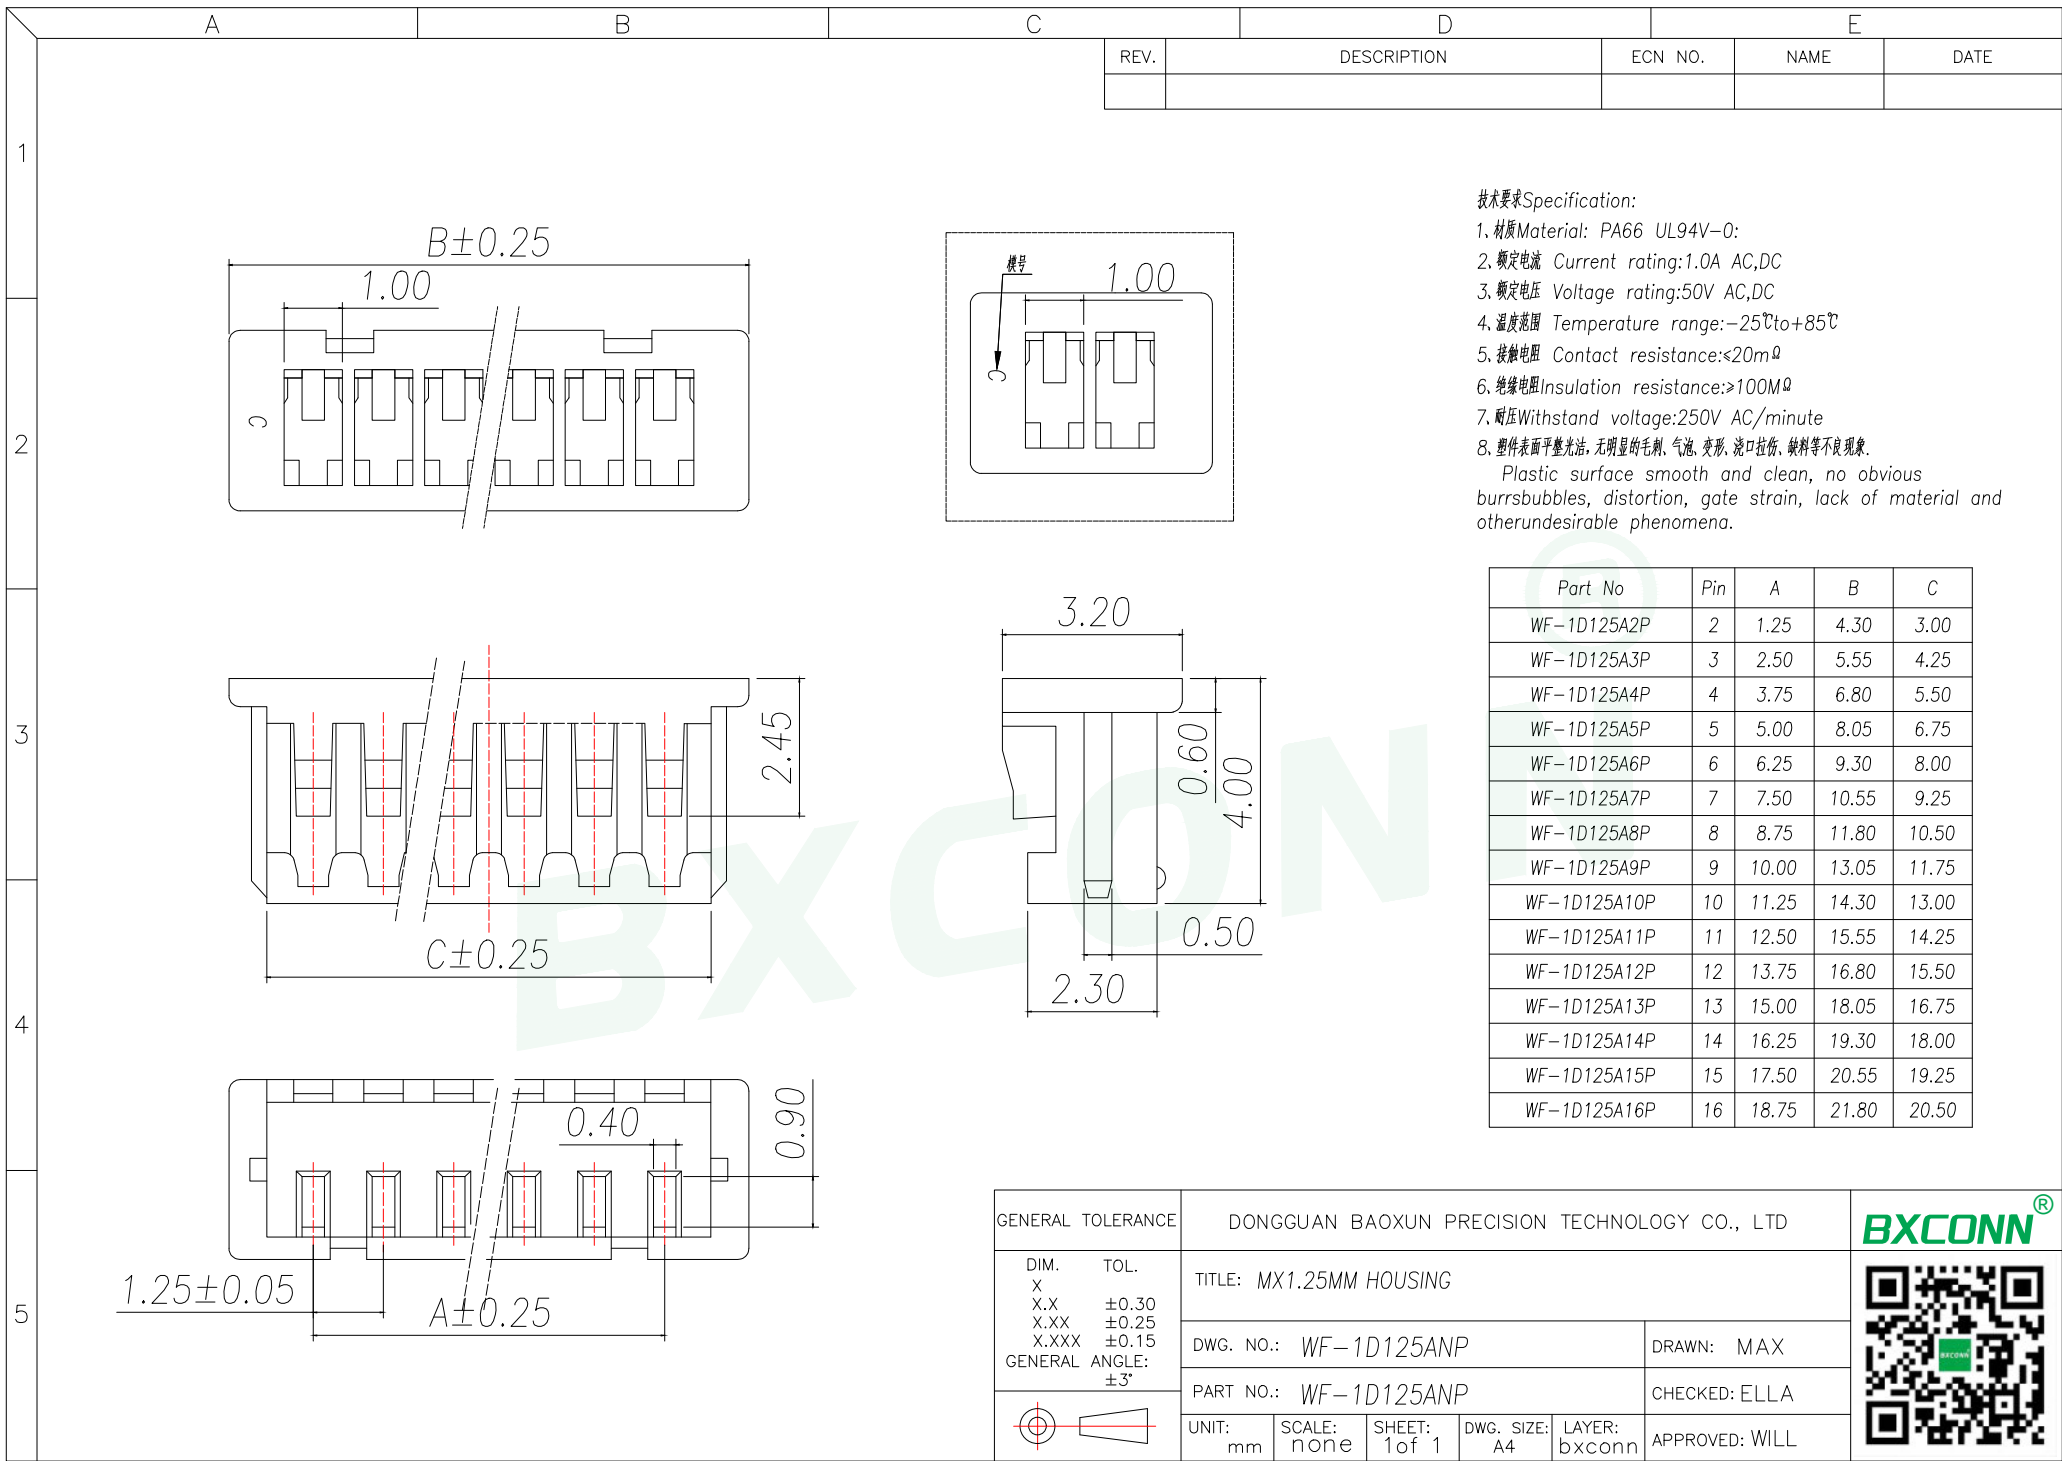 A B C D E
REV. DESCRIPTION ECN NO. NAME DATE
1
2
3
4
5
技术要求Specification:
1、材质Material: PA66 UL94V-0:
2、额定电流 Current rating:1.0A AC,DC
3、额定电压 Voltage rating:50V AC,DC
4、温度范围 Temperature range:-25℃to+85℃
5、接触电阻 Contact resistance:≤20mΩ
6、绝缘电阻Insulation resistance:≥100MΩ
7、耐压Withstand voltage:250V AC/minute
8、塑件表面平整光洁,无明显的毛刺、气泡、变形、浇口拉伤、缺料等不良现象.
Plastic surface smooth and clean, no obvious
burrsbubbles, distortion, gate strain, lack of material and
otherundesirable phenomena.
B±0.25
1.00
C
模号
1.00
C
2.45
C±0.25
3.20
0.60
4.00
0.50
2.30
0.90
0.40
1.25±0.05
A±0.25
BXCONN®
Part No Pin A B C
WF-1D125A2P 2 1.25 4.30 3.00
WF-1D125A3P 3 2.50 5.55 4.25
WF-1D125A4P 4 3.75 6.80 5.50
WF-1D125A5P 5 5.00 8.05 6.75
WF-1D125A6P 6 6.25 9.30 8.00
WF-1D125A7P 7 7.50 10.55 9.25
WF-1D125A8P 8 8.75 11.80 10.50
WF-1D125A9P 9 10.00 13.05 11.75
WF-1D125A10P 10 11.25 14.30 13.00
WF-1D125A11P 11 12.50 15.55 14.25
WF-1D125A12P 12 13.75 16.80 15.50
WF-1D125A13P 13 15.00 18.05 16.75
WF-1D125A14P 14 16.25 19.30 18.00
WF-1D125A15P 15 17.50 20.55 19.25
WF-1D125A16P 16 18.75 21.80 20.50
GENERAL TOLERANCE
DIM. TOL.
X
X.X ±0.30
X.XX ±0.25
X.XXX ±0.15
GENERAL ANGLE:
±3°
DONGGUAN BAOXUN PRECISION TECHNOLOGY CO., LTD
TITLE: MX1.25MM HOUSING
DWG. NO.: WF-1D125ANP
DRAWN: MAX
PART NO.: WF-1D125ANP
CHECKED: ELLA
UNIT: mm
SCALE: none
SHEET: 1of 1
DWG. SIZE: A4
LAYER: bxconn
APPROVED: WILL
BXCONN®
BXCONN